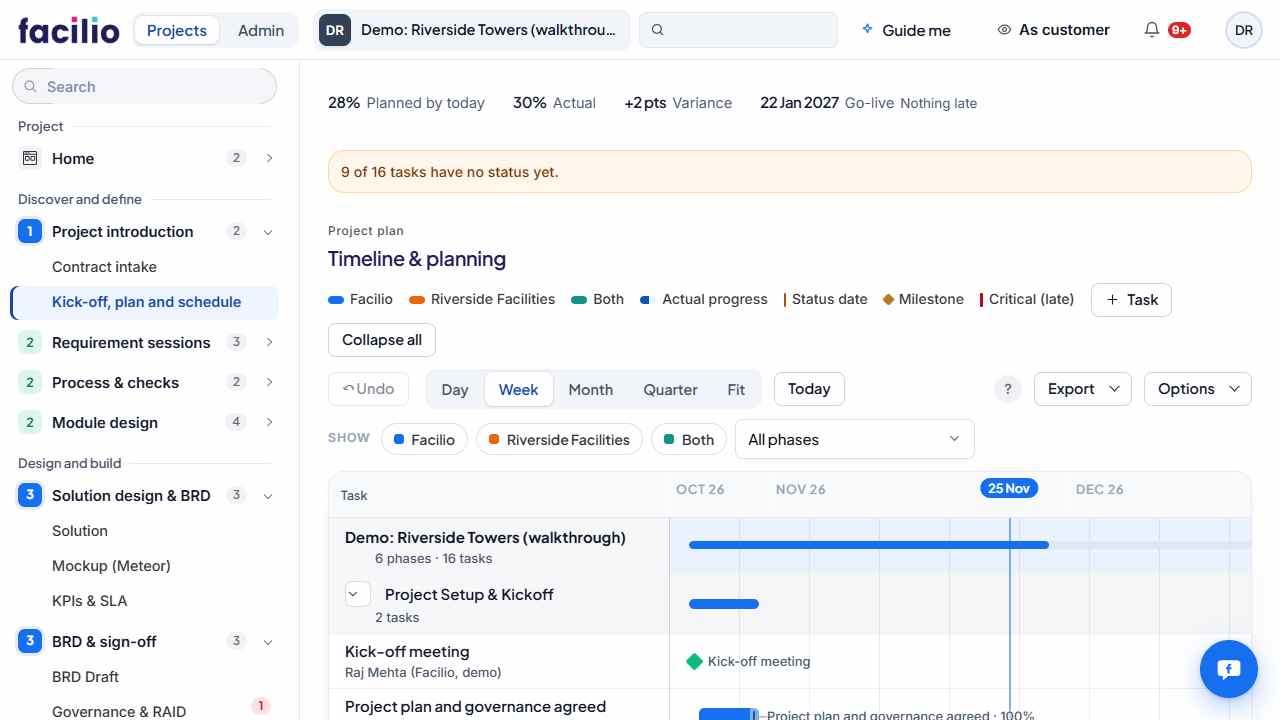 facilio
Projects
Admin
DR
Demo: Riverside Towers (walkthrou...
Guide me
As customer
9+
DR
Search
Project
Home
2
Discover and define
1
Project introduction
2
Contract intake
Kick-off, plan and schedule
2
Requirement sessions
3
2
Process & checks
2
2
Module design
4
Design and build
3
Solution design & BRD
3
Solution
Mockup (Meteor)
KPIs & SLA
3
BRD & sign-off
3
BRD Draft
Governance & RAID
1
28% Planned by today
30% Actual
+2 pts Variance
22 Jan 2027 Go-live Nothing late
9 of 16 tasks have no status yet.
Project plan
Timeline & planning
Facilio
Riverside Facilities
Both
Actual progress
Status date
Milestone
Critical (late)
+ Task
Collapse all
Undo
Day
Week
Month
Quarter
Fit
Today
?
Export
Options
SHOW
Facilio
Riverside Facilities
Both
All phases
Task
OCT 26
NOV 26
25 Nov
DEC 26
Demo: Riverside Towers (walkthrough)
6 phases · 16 tasks
Project Setup & Kickoff
2 tasks
Kick-off meeting
Raj Mehta (Facilio, demo)
Kick-off meeting
Project plan and governance agreed
Project plan and governance agreed · 100%